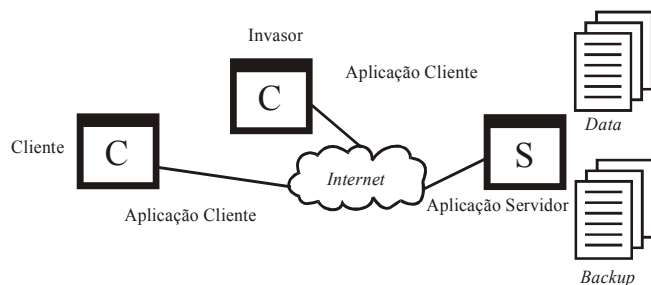 Invasor
Aplicação Cliente
C
Data
Cliente
C
S
Internet
Aplicação Cliente
Aplicação Servidor
Backup